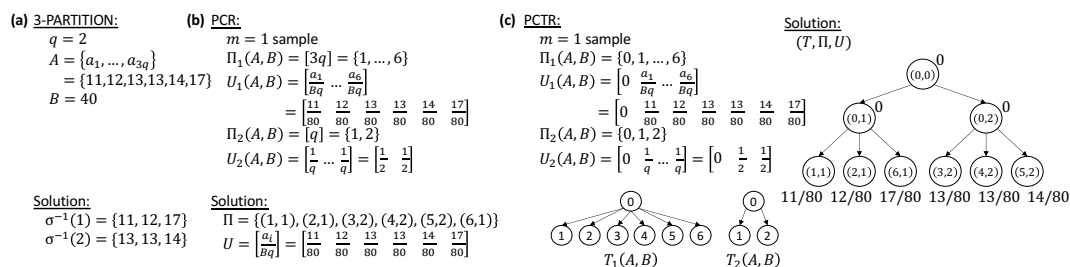 (a) 3-PARTITION:
q = 2
A = {a₁, …, a₃q}
= {11,12,13,13,14,17}
B = 40
Solution:
σ⁻¹(1) = {11, 12, 17}
σ⁻¹(2) = {13, 13, 14}
(b) PCR:
m = 1 sample
Π₁(A, B) = [3q] = {1, …, 6}
U₁(A, B) = [a₁/Bq … a₆/Bq]
= [11/80 12/80 13/80 13/80 14/80 17/80]
Π₂(A, B) = [q] = {1, 2}
U₂(A, B) = [1/q … 1/q] = [1/2 1/2]
Solution:
Π = {(1, 1), (2,1), (3,2), (4,2), (5,2), (6,1)}
U = [aᵢ/Bq] = [11/80 12/80 13/80 13/80 14/80 17/80]
(c) PCTR:
m = 1 sample
Π₁(A, B) = {0, 1, …, 6}
U₁(A, B) = [0 a₁/Bq … a₆/Bq]
= [0 11/80 12/80 13/80 13/80 14/80 17/80]
Π₂(A, B) = {0, 1, 2}
U₂(A, B) = [0 1/q … 1/q] = [0 1/2 1/2]
0
1 2 3 4 5 6
T₁(A, B)
0
1 2
T₂(A, B)
Solution:
(T, Π, U)
(0,0) 0
(0,1) 0 (0,2) 0
(1,1) (2,1) (6,1) (3,2) (4,2) (5,2)
11/80 12/80 17/80 13/80 13/80 14/80